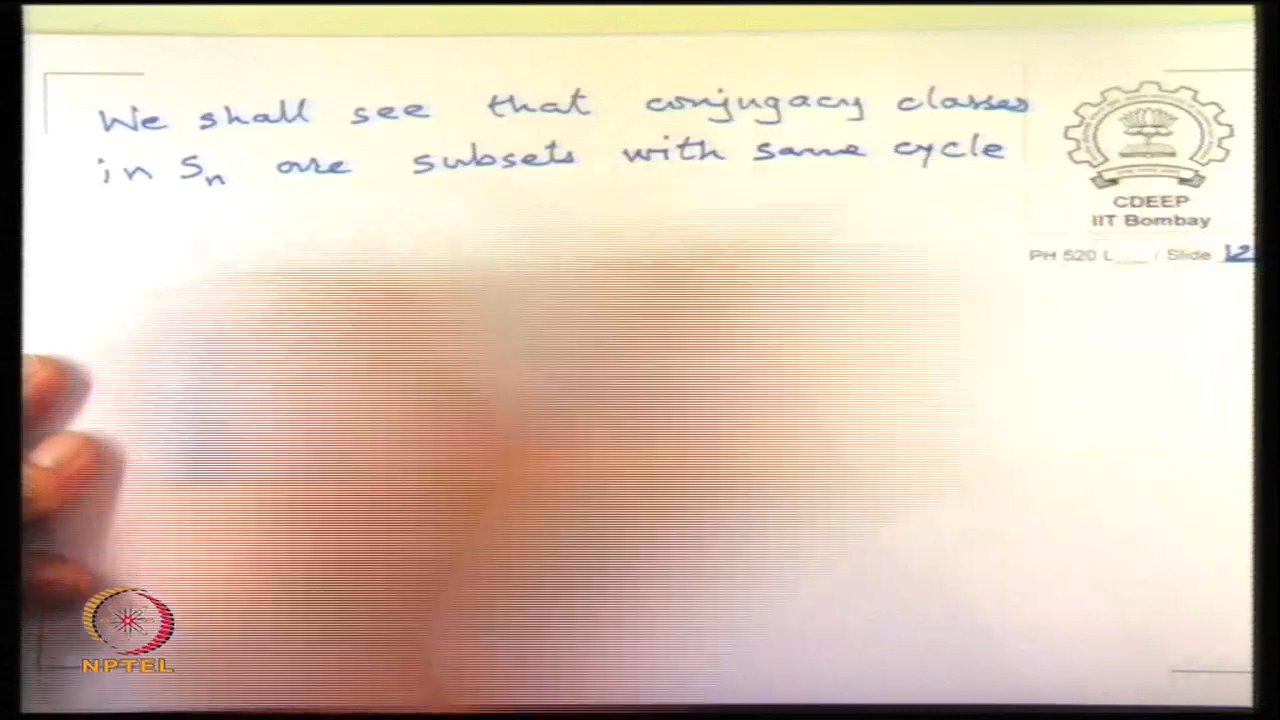 We shall see that conjugacy classes
in Sn are subsets with same cycle
CDEEP
IIT Bombay
PH 520 L___ / Slide 12
NPTEL